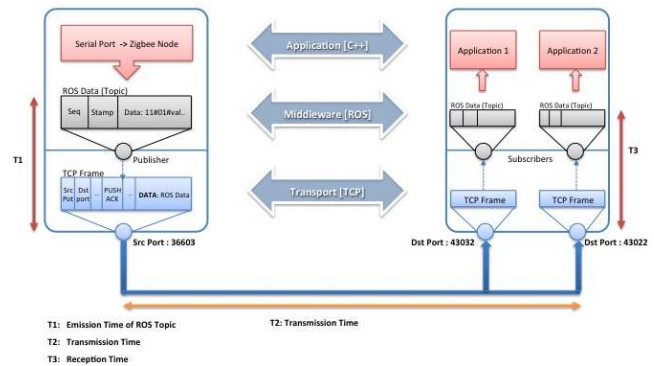 Serial Port -> Zigbee Node
ROS Data (Topic)
Seq
Stamp
Data: 11#01#val..
T1
Publisher
TCP Frame
Src Pot
Dst port
..
PUSH ACK
..
DATA: ROS Data
Src Port : 36603
Application [C++]
Middleware [ROS]
Transport [TCP]
Application 1
Application 2
ROS Data (Topic)
ROS Data (Topic)
T3
Subscribers
TCP Frame
TCP Frame
Dst Port : 43032
Dst Port : 43022
T2: Transmission Time
T1: Emission Time of ROS Topic
T2: Transmission Time
T3: Reception Time